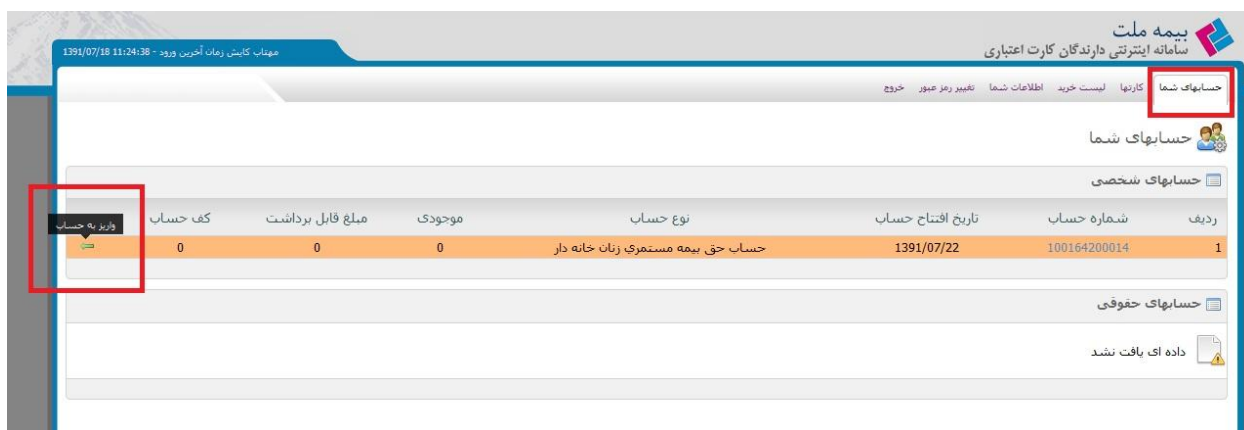 بیمه ملت
سامانه اینترنتی دارندگان کارت اعتباری
مهتاب کایش زمان آخرین ورود - 1391/07/18 11:24:38
حسابهای شما کارتها لیست خرید اطلاعات شما تغییر رمز عبور خروج
حسابهای شما
حسابهای شخصی
ردیف شماره حساب تاریخ افتتاح حساب نوع حساب موجودی مبلغ قابل برداشت کف حساب
واریز به حساب
1 100164200014 1391/07/22 حساب حق بیمه مستمري زنان خانه دار 0 0 0
حسابهای حقوقی
داده ای یافت نشد